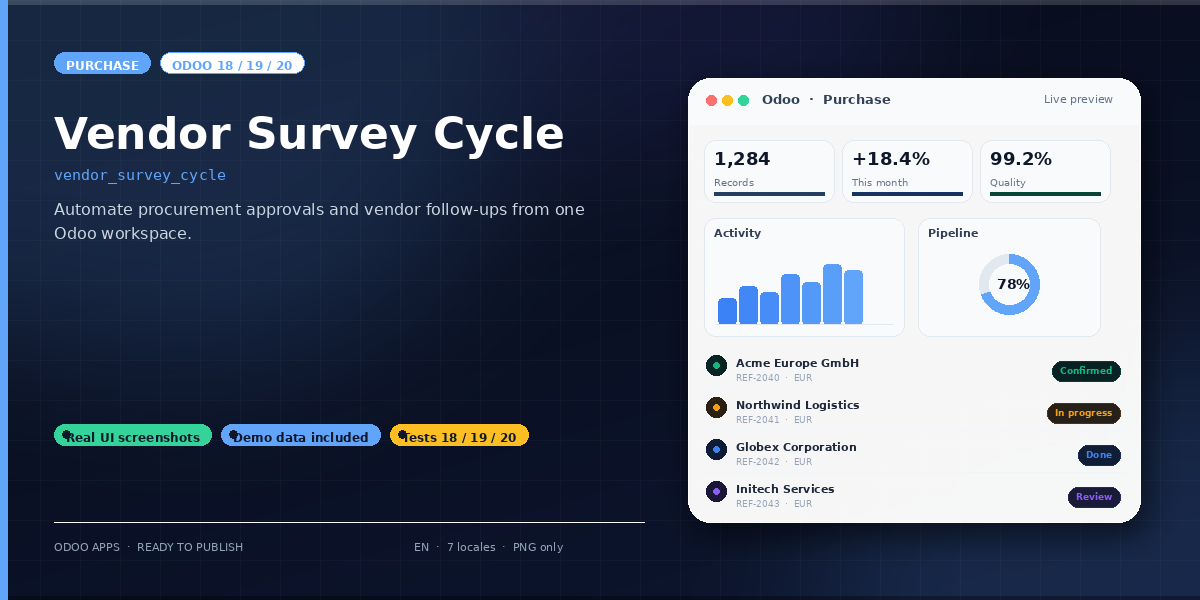 PURCHASE
ODOO 18 / 19 / 20
Vendor Survey Cycle
vendor_survey_cycle
Automate procurement approvals and vendor follow-ups from one
Odoo workspace.
Real UI screenshots
Demo data included
Tests 18 / 19 / 20
ODOO APPS · READY TO PUBLISH
EN · 7 locales · PNG only
Odoo · Purchase
Live preview
1,284
Records
+18.4%
This month
99.2%
Quality
Activity
Pipeline
78%
Acme Europe GmbH
REF-2040 · EUR
Confirmed
Northwind Logistics
REF-2041 · EUR
In progress
Globex Corporation
REF-2042 · EUR
Done
Initech Services
REF-2043 · EUR
Review